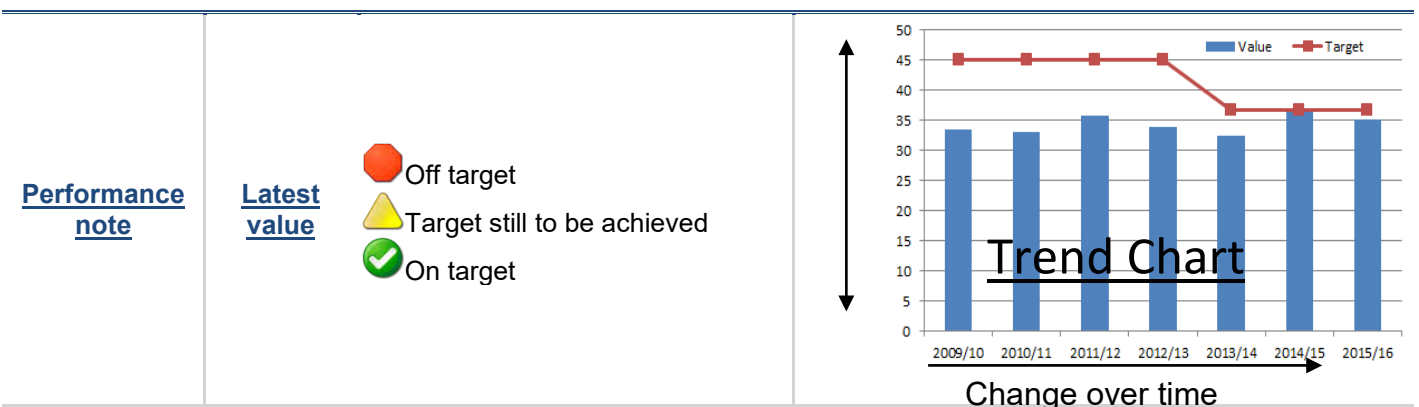 Performance
note
Latest
value
Off target
Target still to be achieved
On target
Value Target
50
45
40
35
30
25
20
15
10
5
0
Trend Chart
2009/10 2010/11 2011/12 2012/13 2013/14 2014/15 2015/16
Change over time